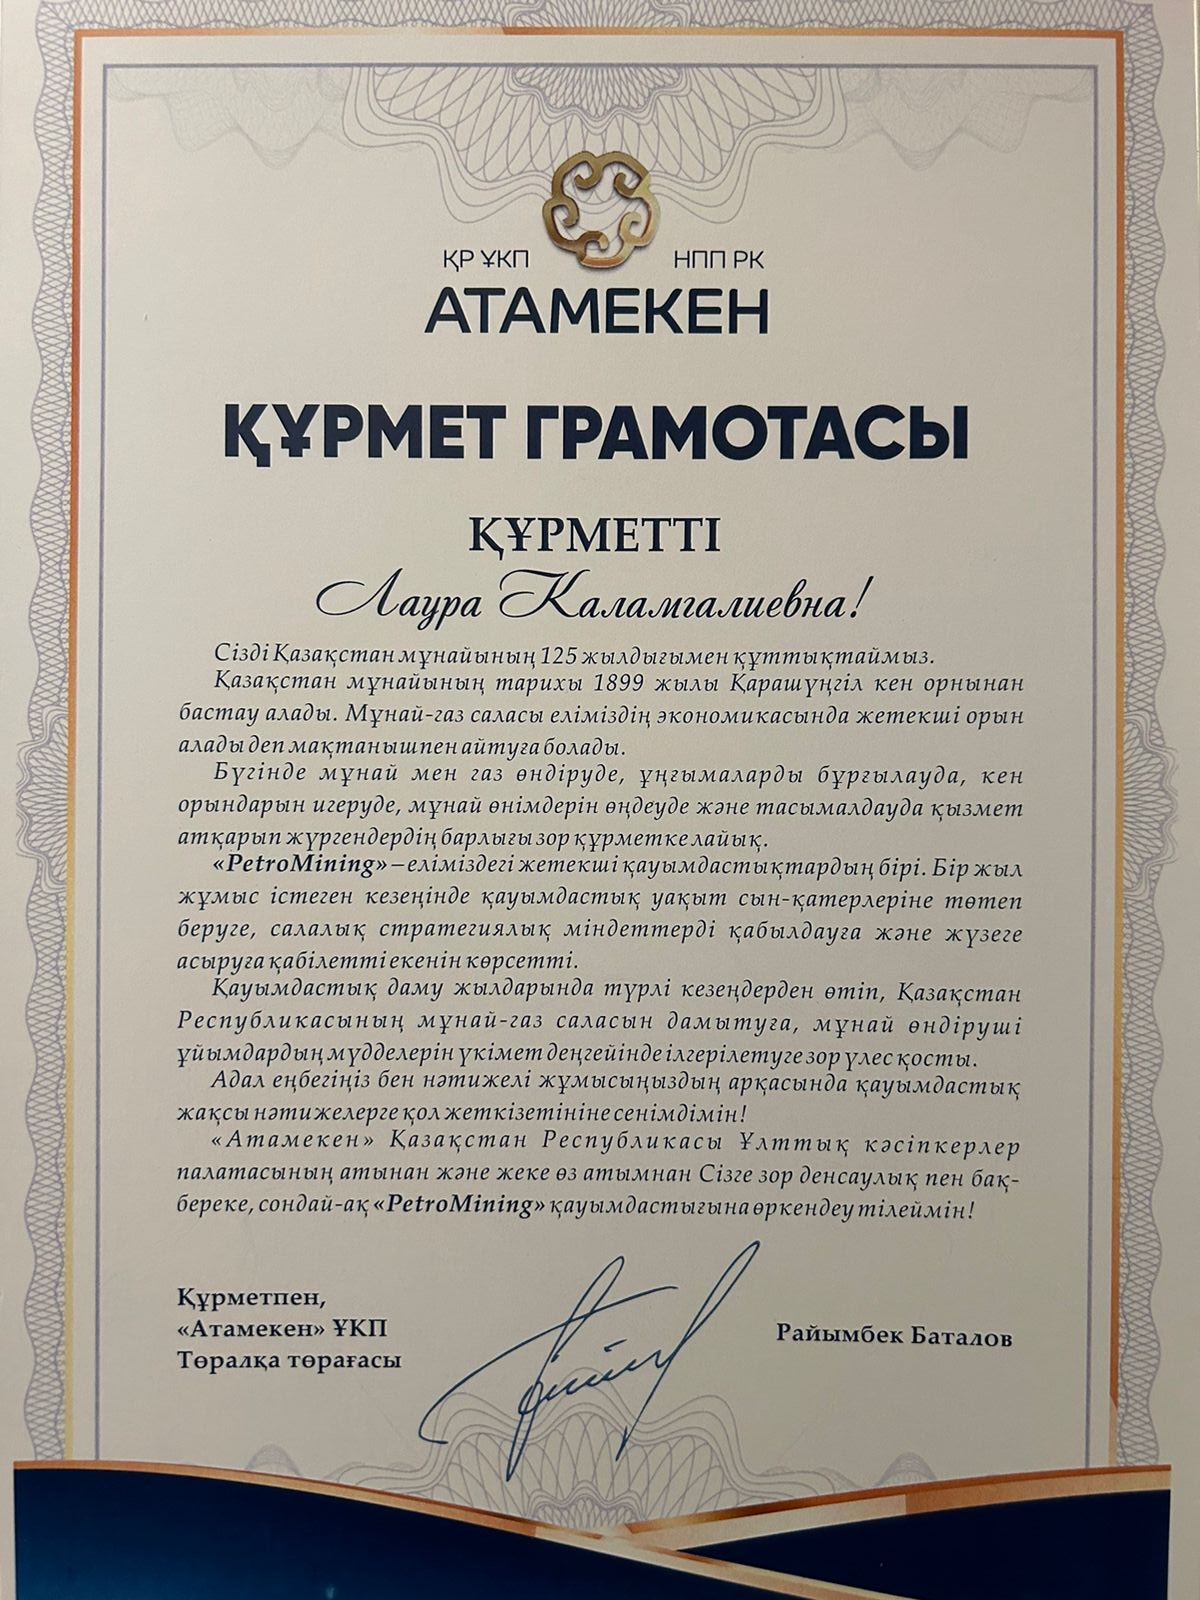 ҚР ҰКП НПП РК
АТАМЕКЕН
ҚҰРМЕТ ГРАМОТАСЫ
ҚҰРМЕТТІ
Лаура Каламгалиевна!
Сізді Қазақстан мұнайының 125 жылдығымен құттықтаймыз.
Қазақстан мұнайының тарихы 1899 жылы Қарашүңгіл кен орнынан
бастау алады. Мұнай-газ саласы еліміздің экономикасында жетекші орын
алады деп мақтанышпен айтуға болады.
Бүгінде мұнай мен газ өндіруде, ұңғымаларды бұрғылауда, кен
орындарын игеруде, мұнай өнімдерін өңдеуде және тасымалдауда қызмет
атқарып жүргендердің барлығы зор құрметке лайық.
«PetroMining» – еліміздегі жетекші қауымдастықтардың бірі. Бір жыл
жұмыс істеген кезеңінде қауымдастық уақыт сын-қатерлеріне төтеп
беруге, салалық стратегиялық міндеттерді қабылдауға және жүзеге
асыруға қабілетті екенін көрсетті.
Қауымдастық даму жылдарында түрлі кезеңдерден өтіп, Қазақстан
Республикасының мұнай-газ саласын дамытуға, мұнай өндіруші
ұйымдардың мүдделерін үкімет деңгейінде ілгерілетуге зор үлес қосты.
Адал еңбегіңіз бен нәтижелі жұмысыңыздың арқасында қауымдастық
жақсы нәтижелерге қол жеткізетініне сенімдімін!
«Атамекен» Қазақстан Республикасы Ұлттық кәсіпкерлер
палатасының атынан және жеке өз атымнан Сізге зор денсаулық пен бақ-
береке, сондай-ақ «PetroMining» қауымдастығына өркендеу тілеймін!
Құрметпен,
«Атамекен» ҰКП
Төралқа төрағасы
Райымбек Баталов